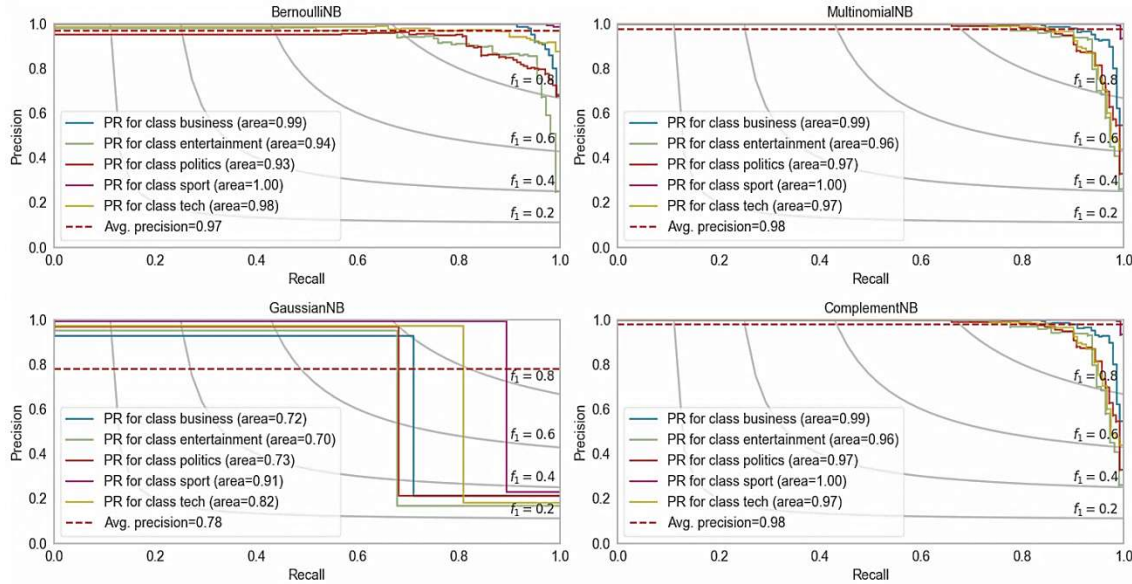 BernoulliNB
1.0
0.8
0.6
0.4
0.2
0.0
Precision
f₁ = 0.8
f₁ = 0.6
f₁ = 0.4
f₁ = 0.2
PR for class business (area=0.99)
PR for class entertainment (area=0.94)
PR for class politics (area=0.93)
PR for class sport (area=1.00)
PR for class tech (area=0.98)
Avg. precision=0.97
0.0 0.2 0.4 0.6 0.8 1.0
Recall
MultinomialNB
1.0
0.8
0.6
0.4
0.2
0.0
Precision
f₁ = 0.8
f₁ = 0.6
f₁ = 0.4
f₁ = 0.2
PR for class business (area=0.99)
PR for class entertainment (area=0.96)
PR for class politics (area=0.97)
PR for class sport (area=1.00)
PR for class tech (area=0.97)
Avg. precision=0.98
0.0 0.2 0.4 0.6 0.8 1.0
Recall
GaussianNB
1.0
0.8
0.6
0.4
0.2
0.0
Precision
f₁ = 0.8
f₁ = 0.6
f₁ = 0.4
f₁ = 0.2
PR for class business (area=0.72)
PR for class entertainment (area=0.70)
PR for class politics (area=0.73)
PR for class sport (area=0.91)
PR for class tech (area=0.82)
Avg. precision=0.78
0.0 0.2 0.4 0.6 0.8 1.0
Recall
ComplementNB
1.0
0.8
0.6
0.4
0.2
0.0
Precision
f₁ = 0.8
f₁ = 0.6
f₁ = 0.4
f₁ = 0.2
PR for class business (area=0.99)
PR for class entertainment (area=0.96)
PR for class politics (area=0.97)
PR for class sport (area=1.00)
PR for class tech (area=0.97)
Avg. precision=0.98
0.0 0.2 0.4 0.6 0.8 1.0
Recall